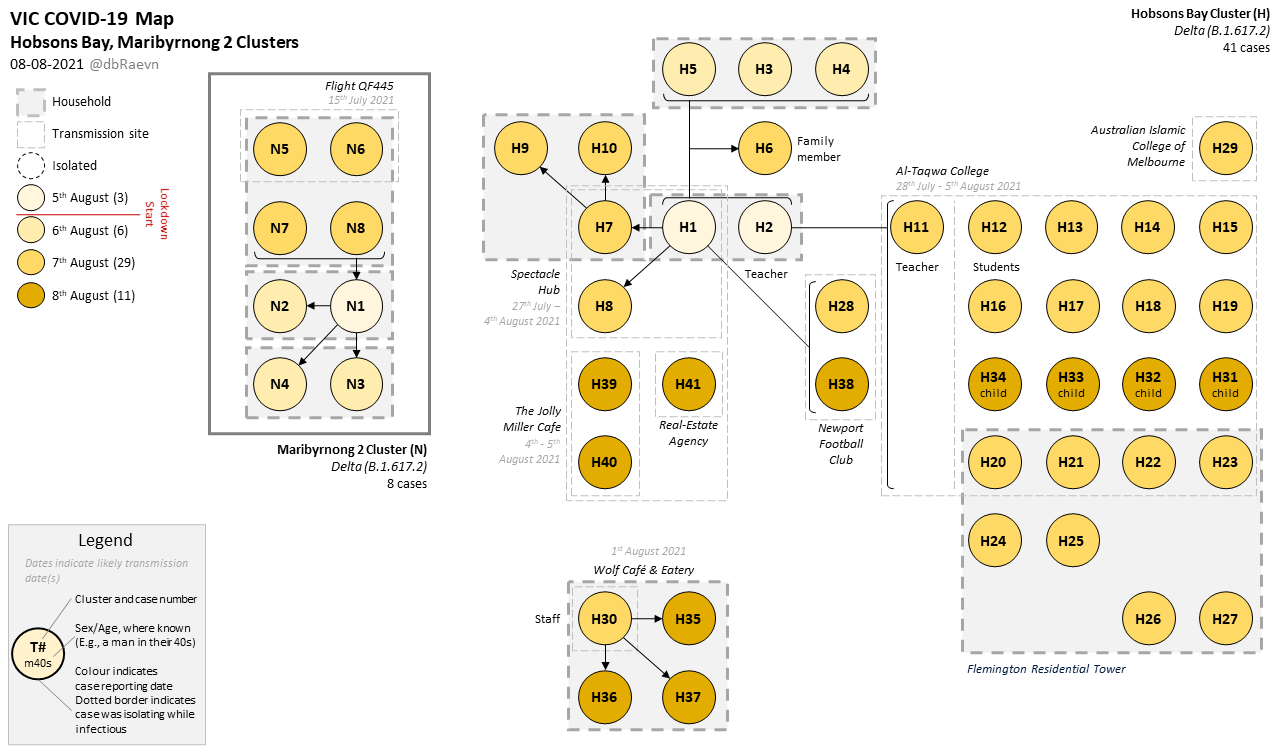 VIC COVID-19 Map
Hobsons Bay, Maribyrnong 2 Clusters
08-08-2021 @dbRaevn
Household
Transmission site
Isolated
5th August (3)
6th August (6)
7th August (29)
8th August (11)
Lockdown
Start
Flight QF445
15th July 2021
N5 N6
N7 N8
N2 N1
N4 N3
Maribyrnong 2 Cluster (N)
Delta (B.1.617.2)
8 cases
Hobsons Bay Cluster (H)
Delta (B.1.617.2)
41 cases
H5 H3 H4
H9 H10 H6
Family
member
H7 H1 H2
Teacher
Spectacle
Hub
27th July –
4th August 2021
H8
H28
H39 H41 H38
The Jolly
Miller Cafe
4th - 5th
August 2021
Real-Estate
Agency
Newport
Football
Club
H40
Australian Islamic
College of
Melbourne
H29
Al-Taqwa College
28th July - 5th August 2021
H11 H12 H13 H14 H15
Teacher
Students
H16 H17 H18 H19
H34 H33 H32 H31
child child child child
H20 H21 H22 H23
H24 H25
H26 H27
Flemington Residential Tower
1st August 2021
Wolf Café & Eatery
Staff
H30 H35
H36 H37
Legend
Dates indicate likely transmission
date(s)
Cluster and case number
Sex/Age, where known
(E.g., a man in their 40s)
T#
m40s
Colour indicates
case reporting date
Dotted border indicates
case was isolating while
infectious